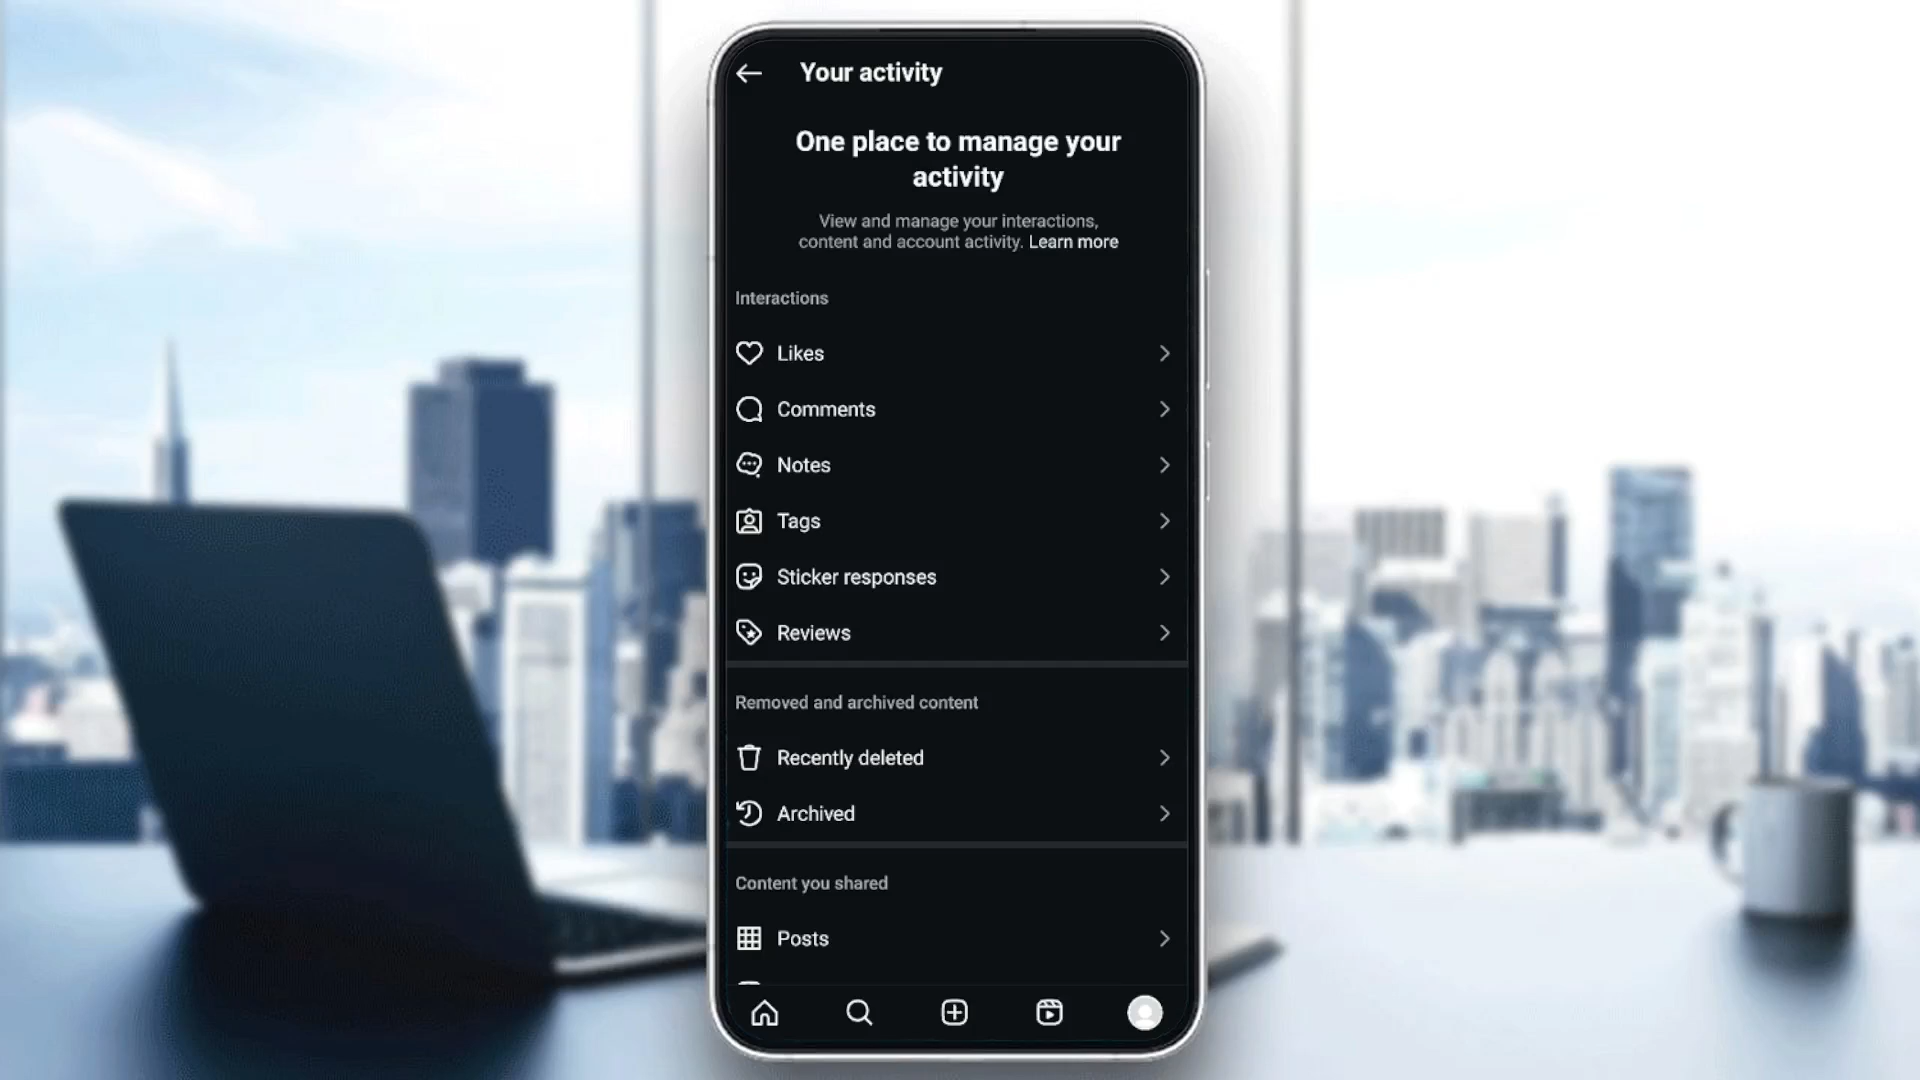 Your activity
One place to manage your
activity
View and manage your interactions,
content and account activity. Learn more
Interactions
Likes
Comments
Notes
Tags
Sticker responses
Reviews
Removed and archived content
Recently deleted
Archived
Content you shared
Posts